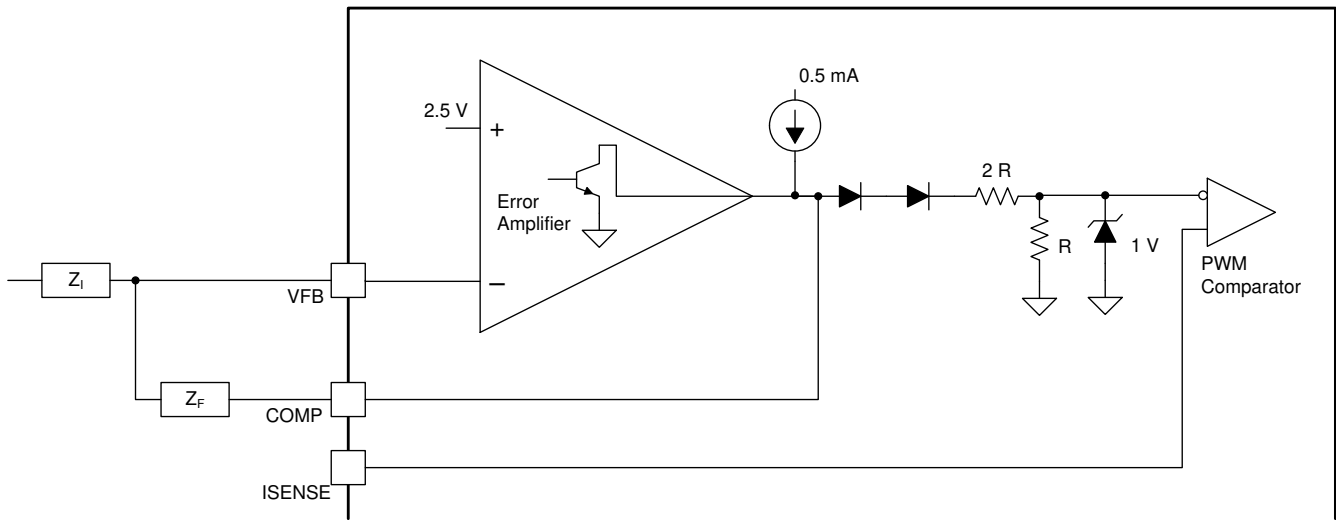 0.5 mA
2.5 V
+
2 R
Error
Amplifier
R
1 V
PWM
Comparator
Z_I
VFB
−
Z_F
COMP
ISENSE